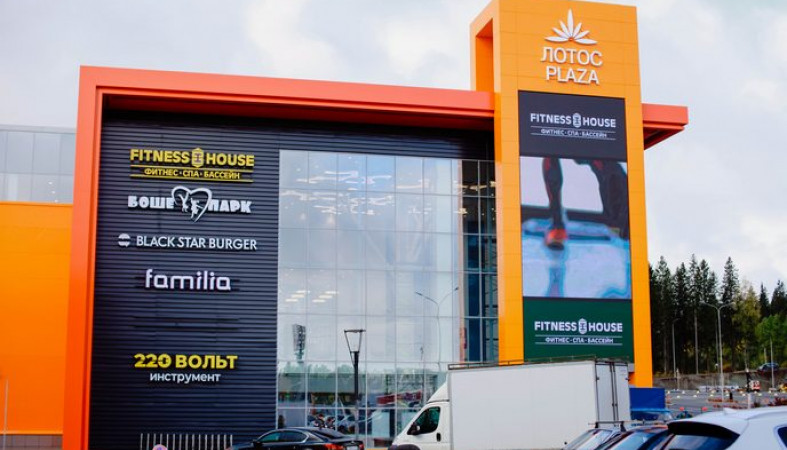 ЛОТОС
PLAZA
FITNESS HOUSE
ФИТНЕС·СПА·БАССЕЙН
FITNESS HOUSE
ФИТНЕС·СПА·БАССЕЙН
БОШЕ ПАРК
BLACK STAR BURGER
familia
220 ВОЛЬТ
инструмент
FITNESS HOUSE
ФИТНЕС·СПА·БАССЕЙН